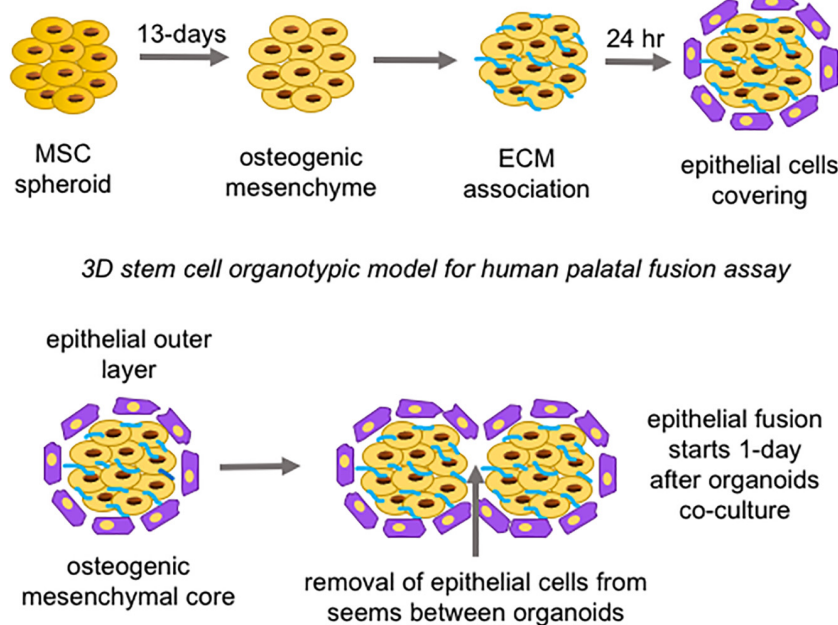 13-days
24 hr
MSC
spheroid
osteogenic
mesenchyme
ECM
association
epithelial cells
covering
3D stem cell organotypic model for human palatal fusion assay
epithelial outer
layer
osteogenic
mesenchymal core
removal of epithelial cells from
seems between organoids
epithelial fusion
starts 1-day
after organoids
co-culture